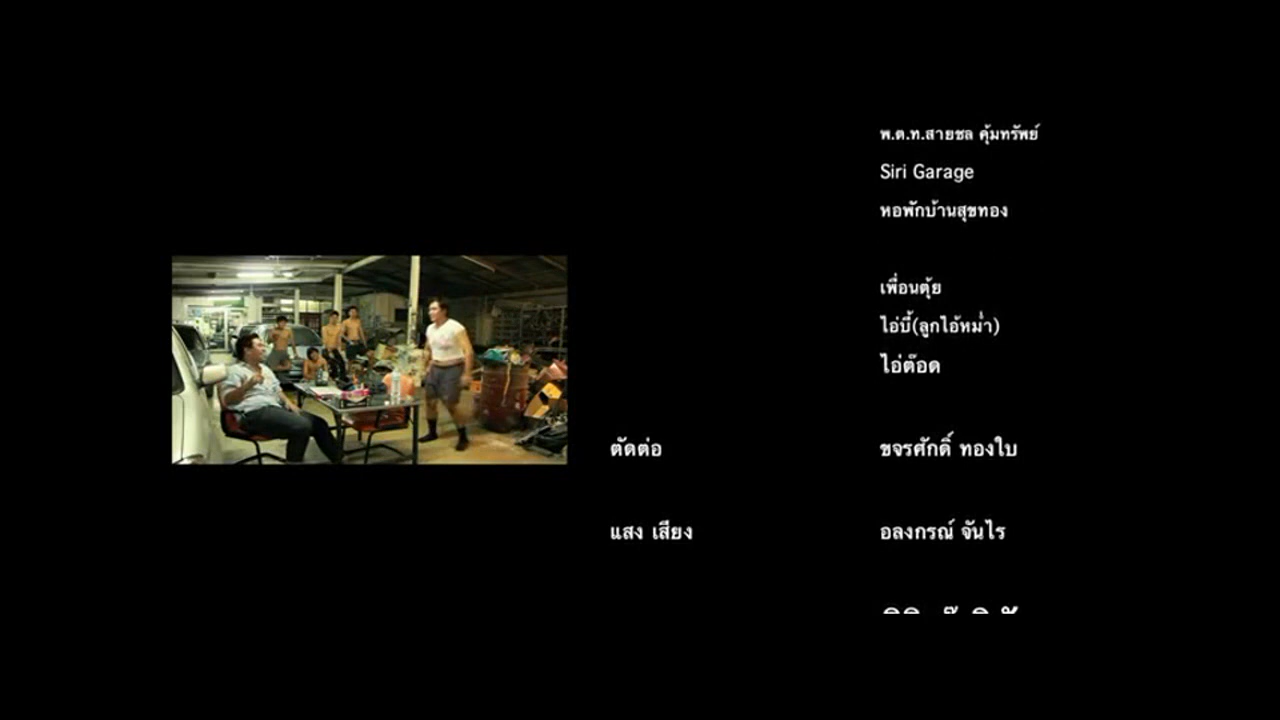 พ.ต.ท.สายชล คุ้มทรัพย์
Siri Garage
หอพักบ้านสุขทอง
เพื่อนตุ้ย
ไอ่บี้(ลูกไอ้หม่ำ)
ไอ่ต๊อด
ตัดต่อ ขจรศักดิ์ ทองใบ
แสง เสียง อลงกรณ์ จันไร